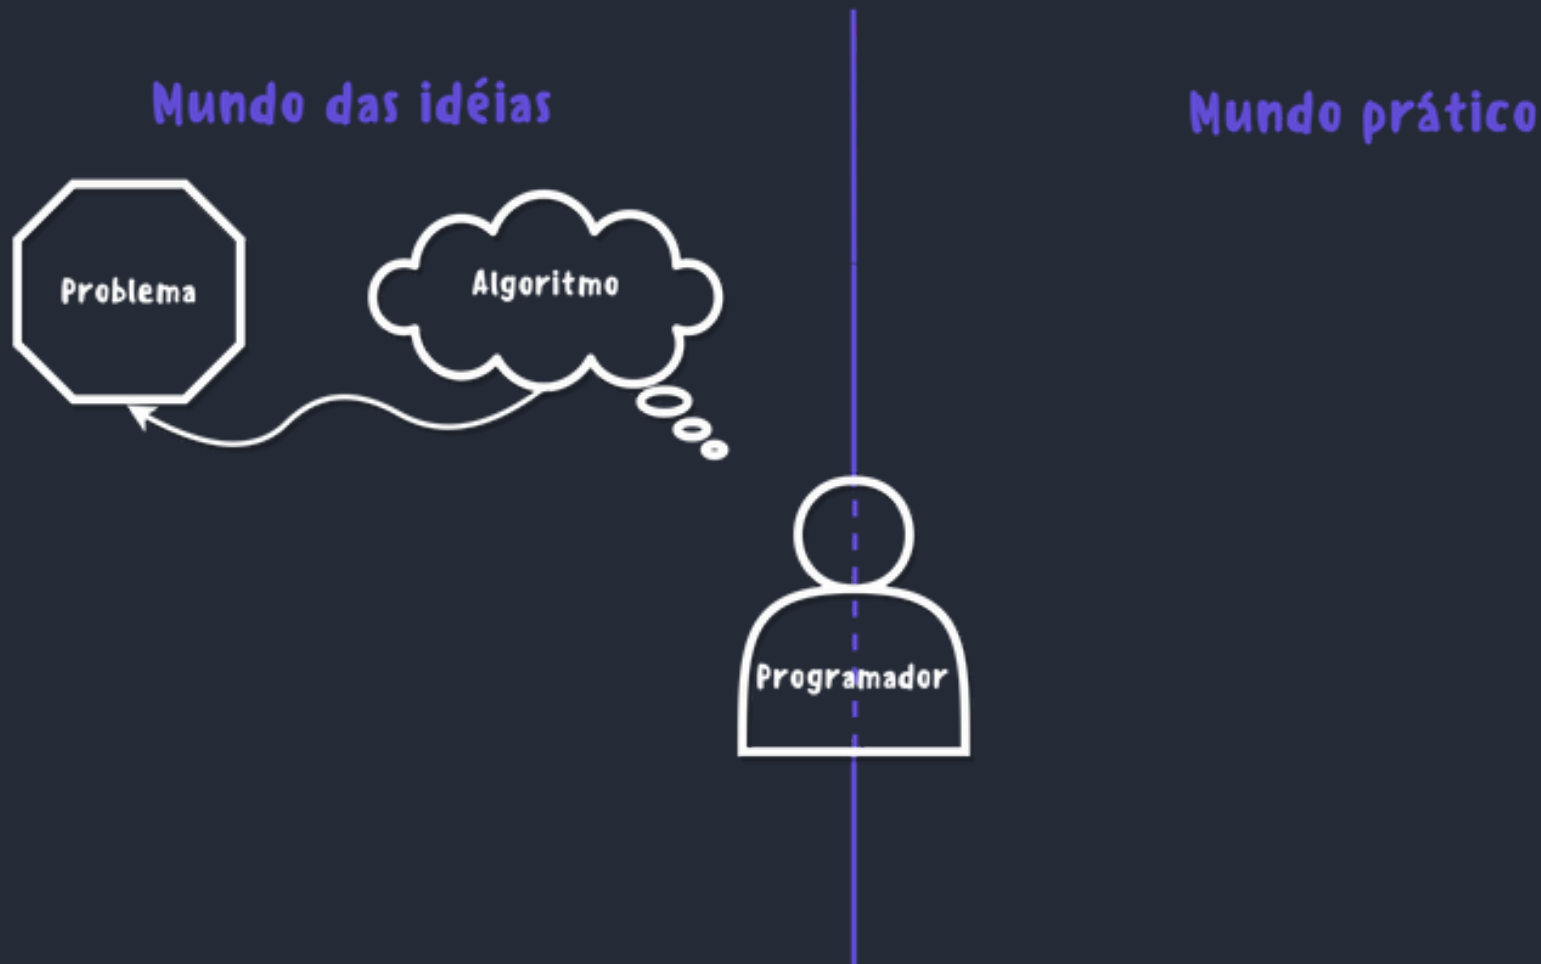 Mundo das idéias
Mundo prático
Problema
Algoritmo
Programador